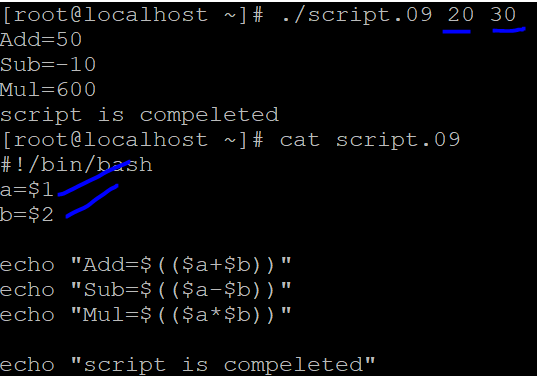 [root@localhost ~]# ./script.09 20 30
Add=50
Sub=-10
Mul=600
script is compeleted
[root@localhost ~]# cat script.09
#!/bin/bash
a=$1
b=$2
echo "Add=$(($a+$b))"
echo "Sub=$(($a-$b))"
echo "Mul=$(($a*$b))"
echo "script is compeleted"